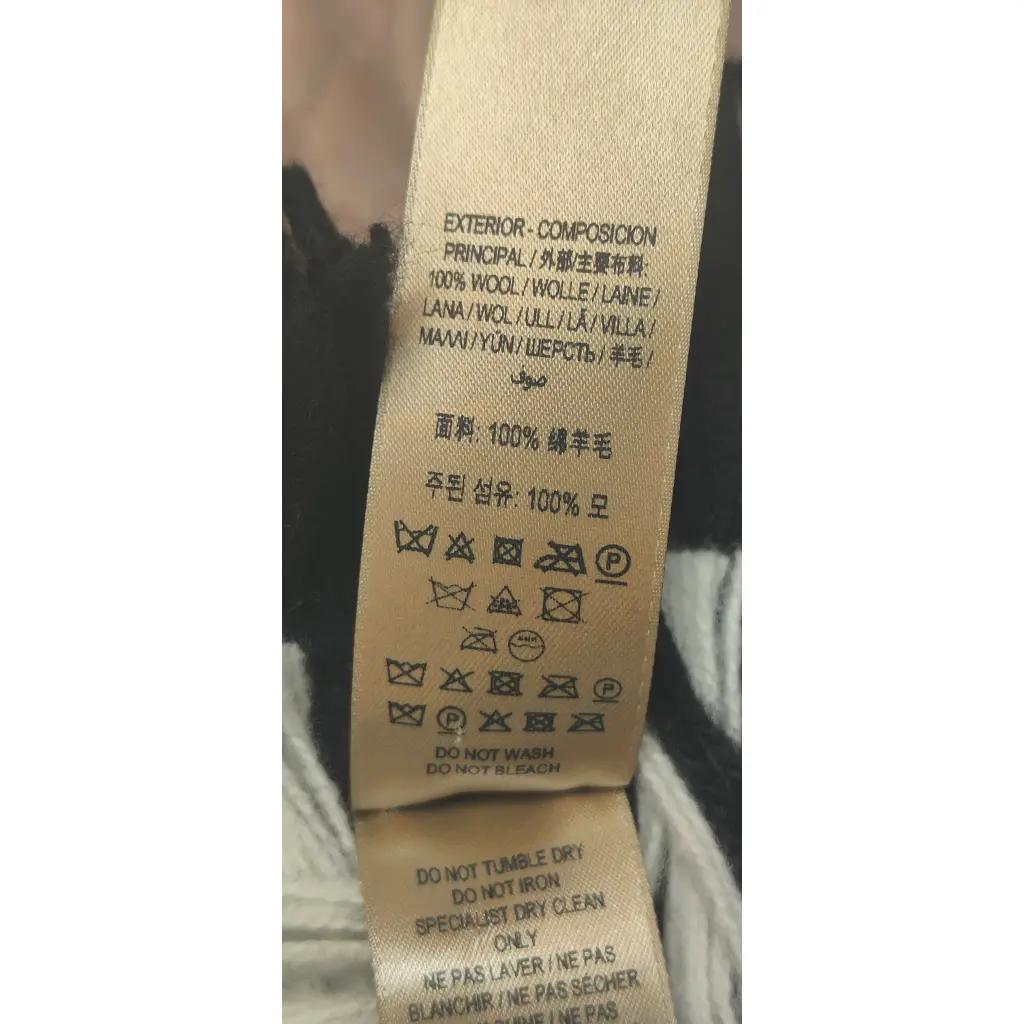 EXTERIOR - COMPOSICION
PRINCIPAL / 外部/主要布料:
100% WOOL / WOLLE / LAINE /
LANA / WOL / ULL / LÃ / VILLA /
ΜΑΛΛΙ / YÜN / ШЕРСТЬ / 羊毛 /
صوف
面料: 100% 绵羊毛
주된 섬유: 100% 모
P
P
P
DO NOT WASH
DO NOT BLEACH
DO NOT TUMBLE DRY
DO NOT IRON
SPECIALIST DRY CLEAN
ONLY
NE PAS LAVER / NE PAS
BLANCHIR / NE PAS SÉCHER
NE PAS